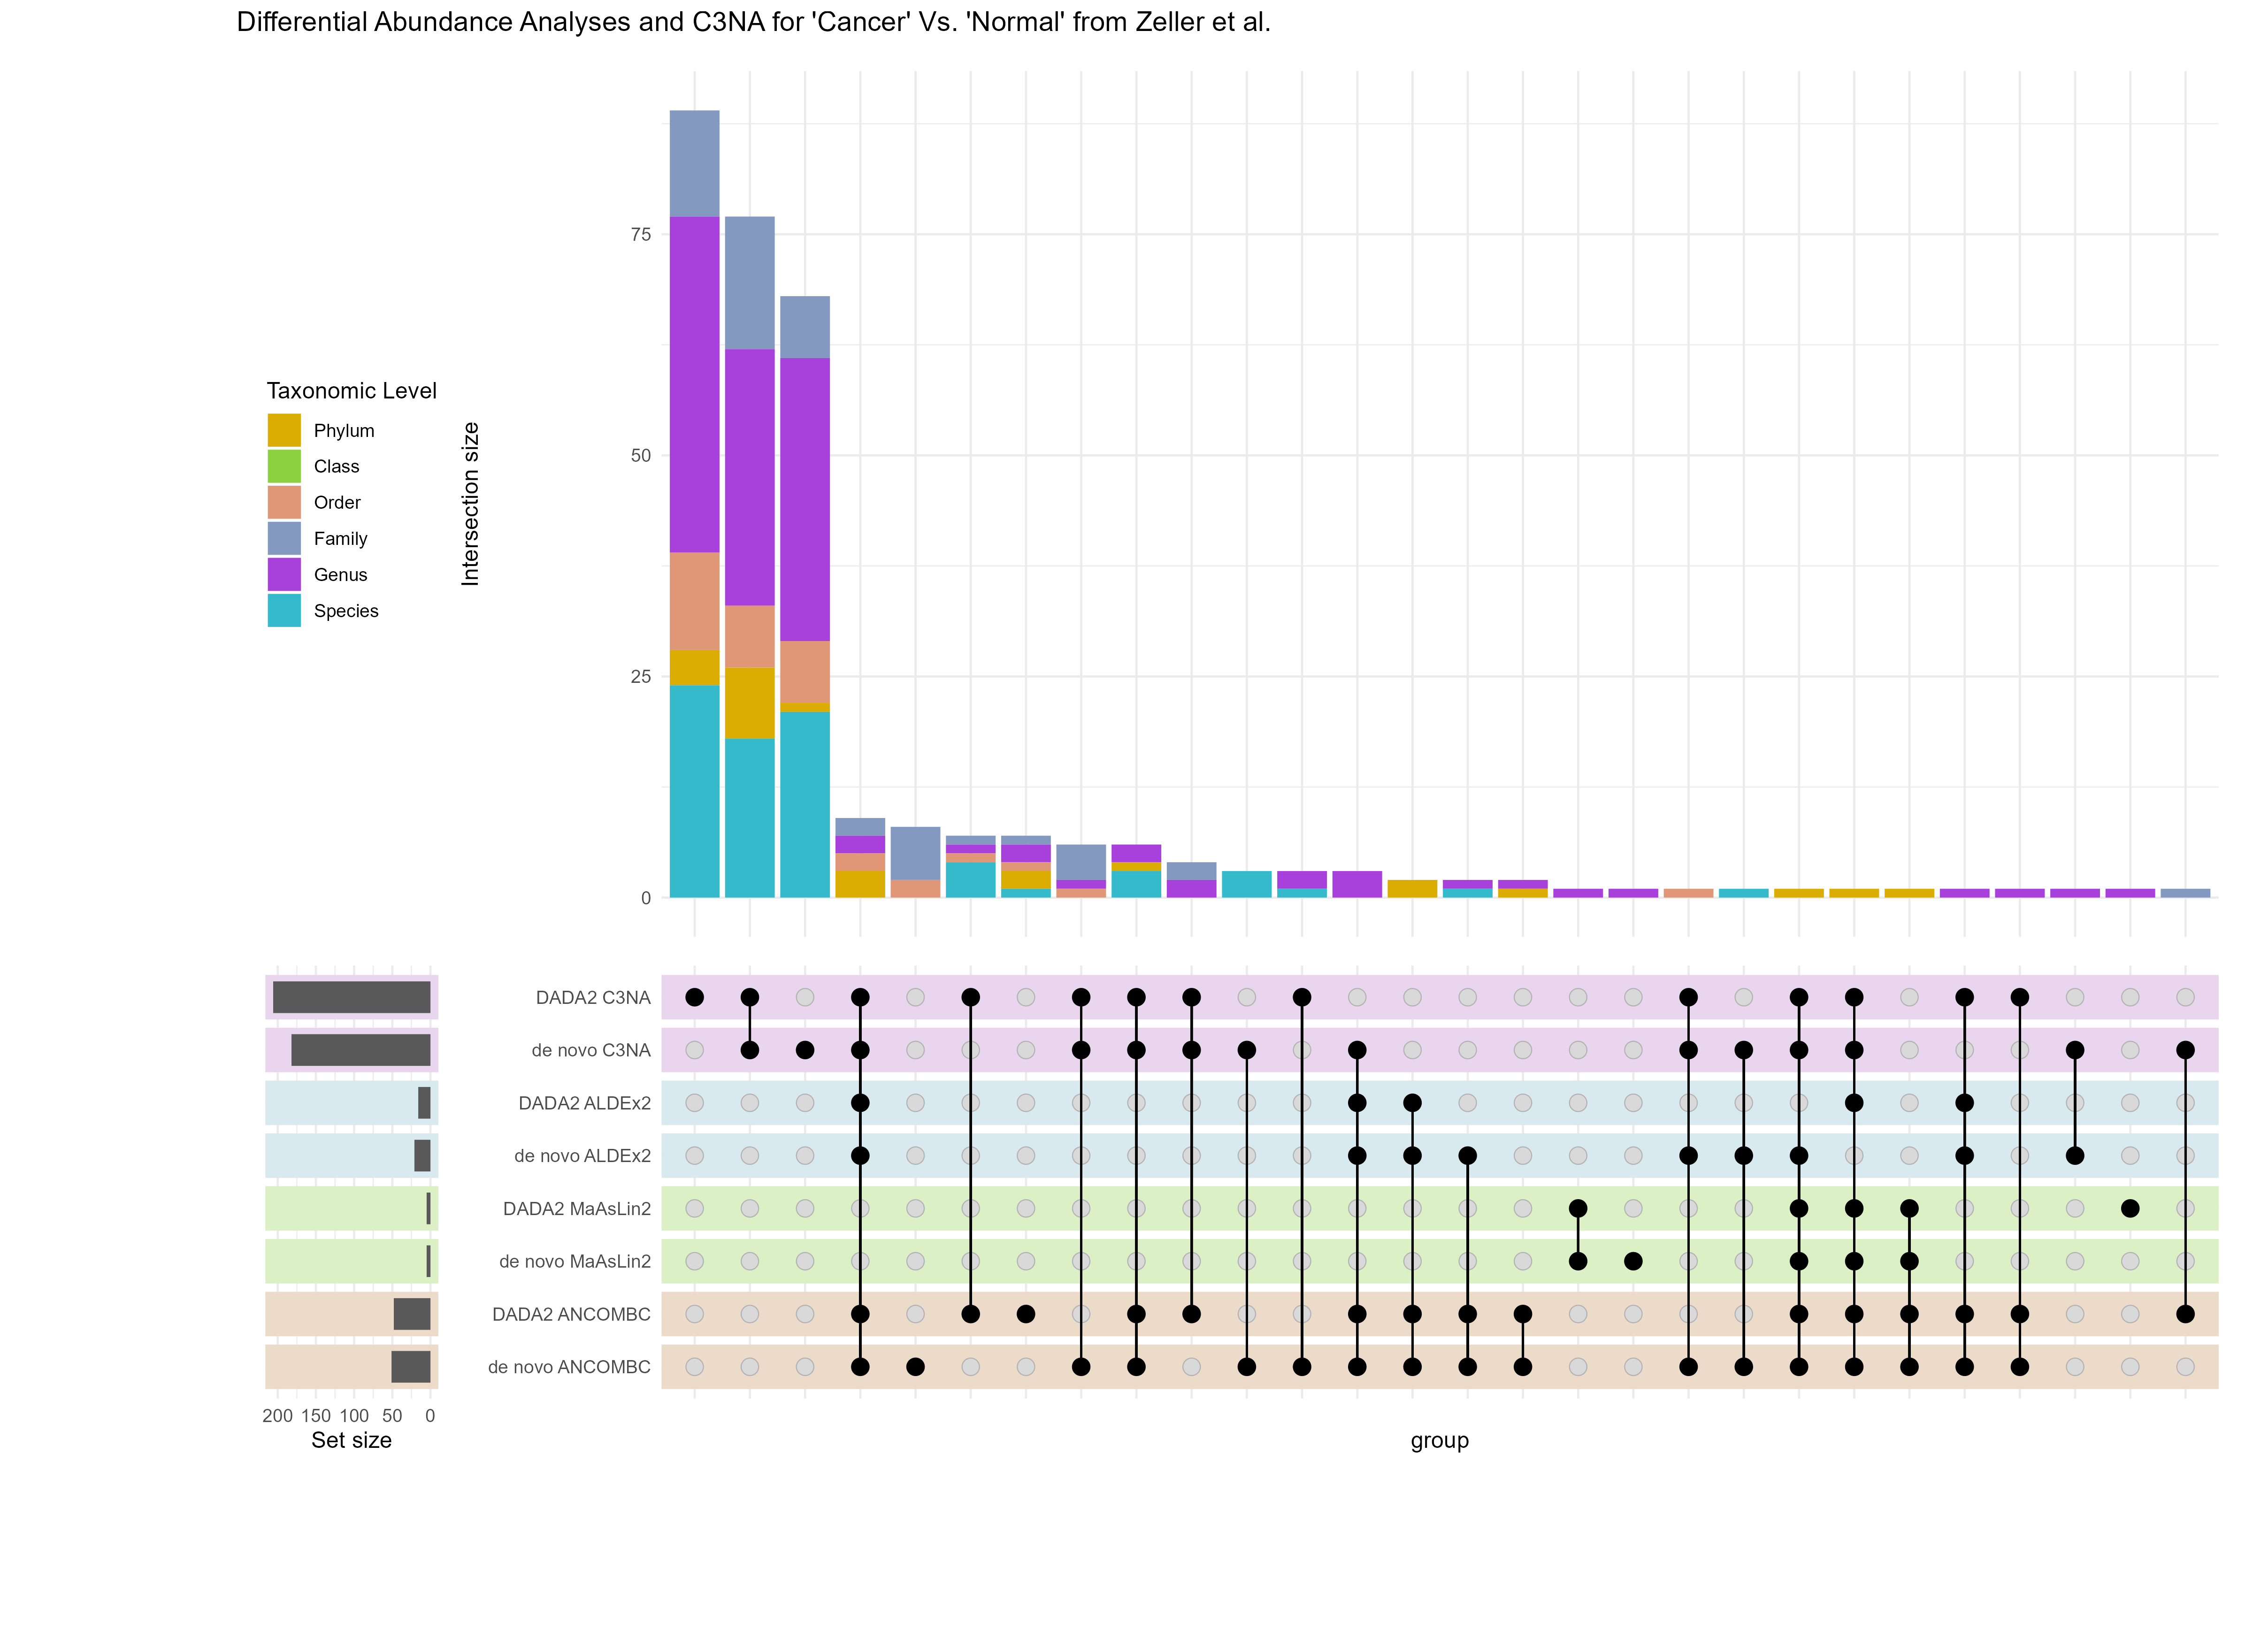 Differential Abundance Analyses and C3NA for 'Cancer' Vs. 'Normal' from Zeller et al.
Taxonomic Level
Phylum
Class
Order
Family
Genus
Species
Intersection size
75
50
25
0
DADA2 C3NA
de novo C3NA
DADA2 ALDEx2
de novo ALDEx2
DADA2 MaAsLin2
de novo MaAsLin2
DADA2 ANCOMBC
de novo ANCOMBC
200 150 100 50 0
Set size
group